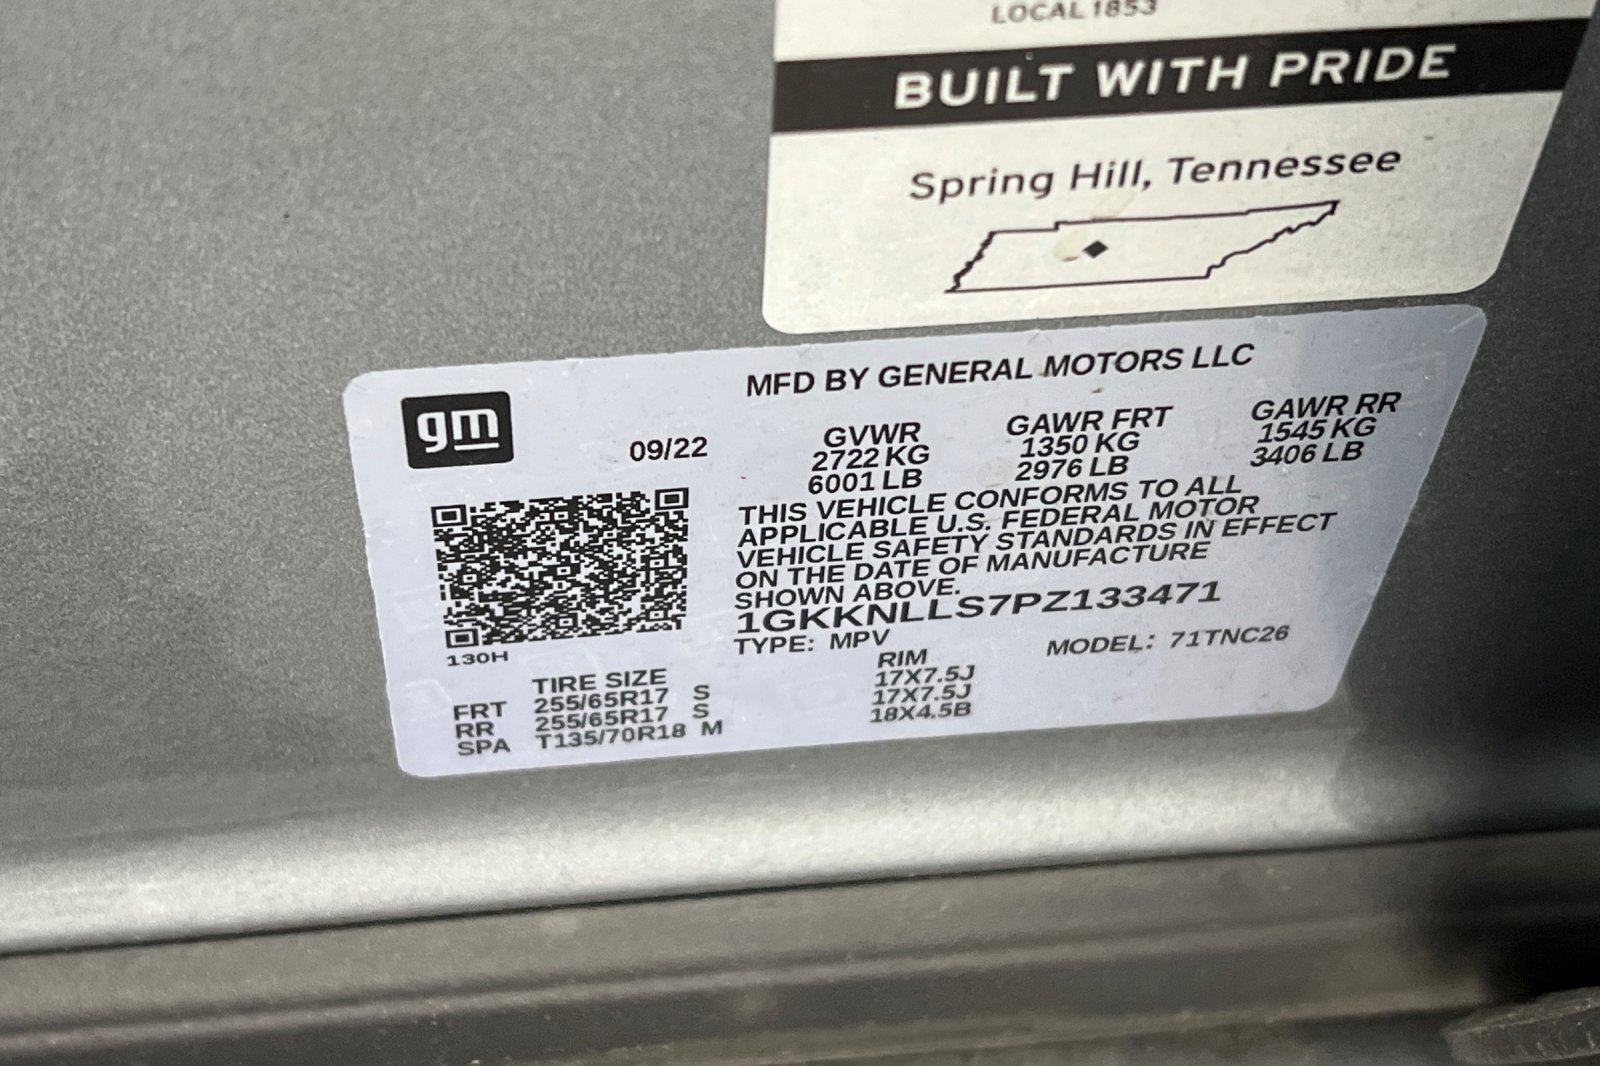 LOCAL 1853
BUILT WITH PRIDE
Spring Hill, Tennessee
gm
MFD BY GENERAL MOTORS LLC
09/22
GVWR GAWR FRT GAWR RR
2722 KG 1350 KG 1545 KG
6001 LB 2976 LB 3406 LB
THIS VEHICLE CONFORMS TO ALL
APPLICABLE U.S. FEDERAL MOTOR
VEHICLE SAFETY STANDARDS IN EFFECT
ON THE DATE OF MANUFACTURE
SHOWN ABOVE.
1GKKNLLS7PZ133471
TYPE: MPV MODEL: 71TNC26
130H
TIRE SIZE RIM
FRT 255/65R17 S 17X7.5J
RR 255/65R17 S 17X7.5J
SPA T135/70R18 M 18X4.5B